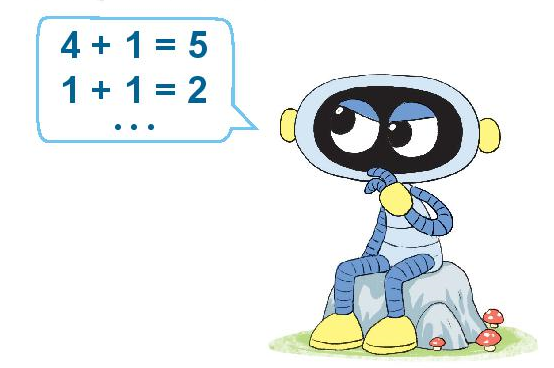 4 + 1 = 5
1 + 1 = 2
...